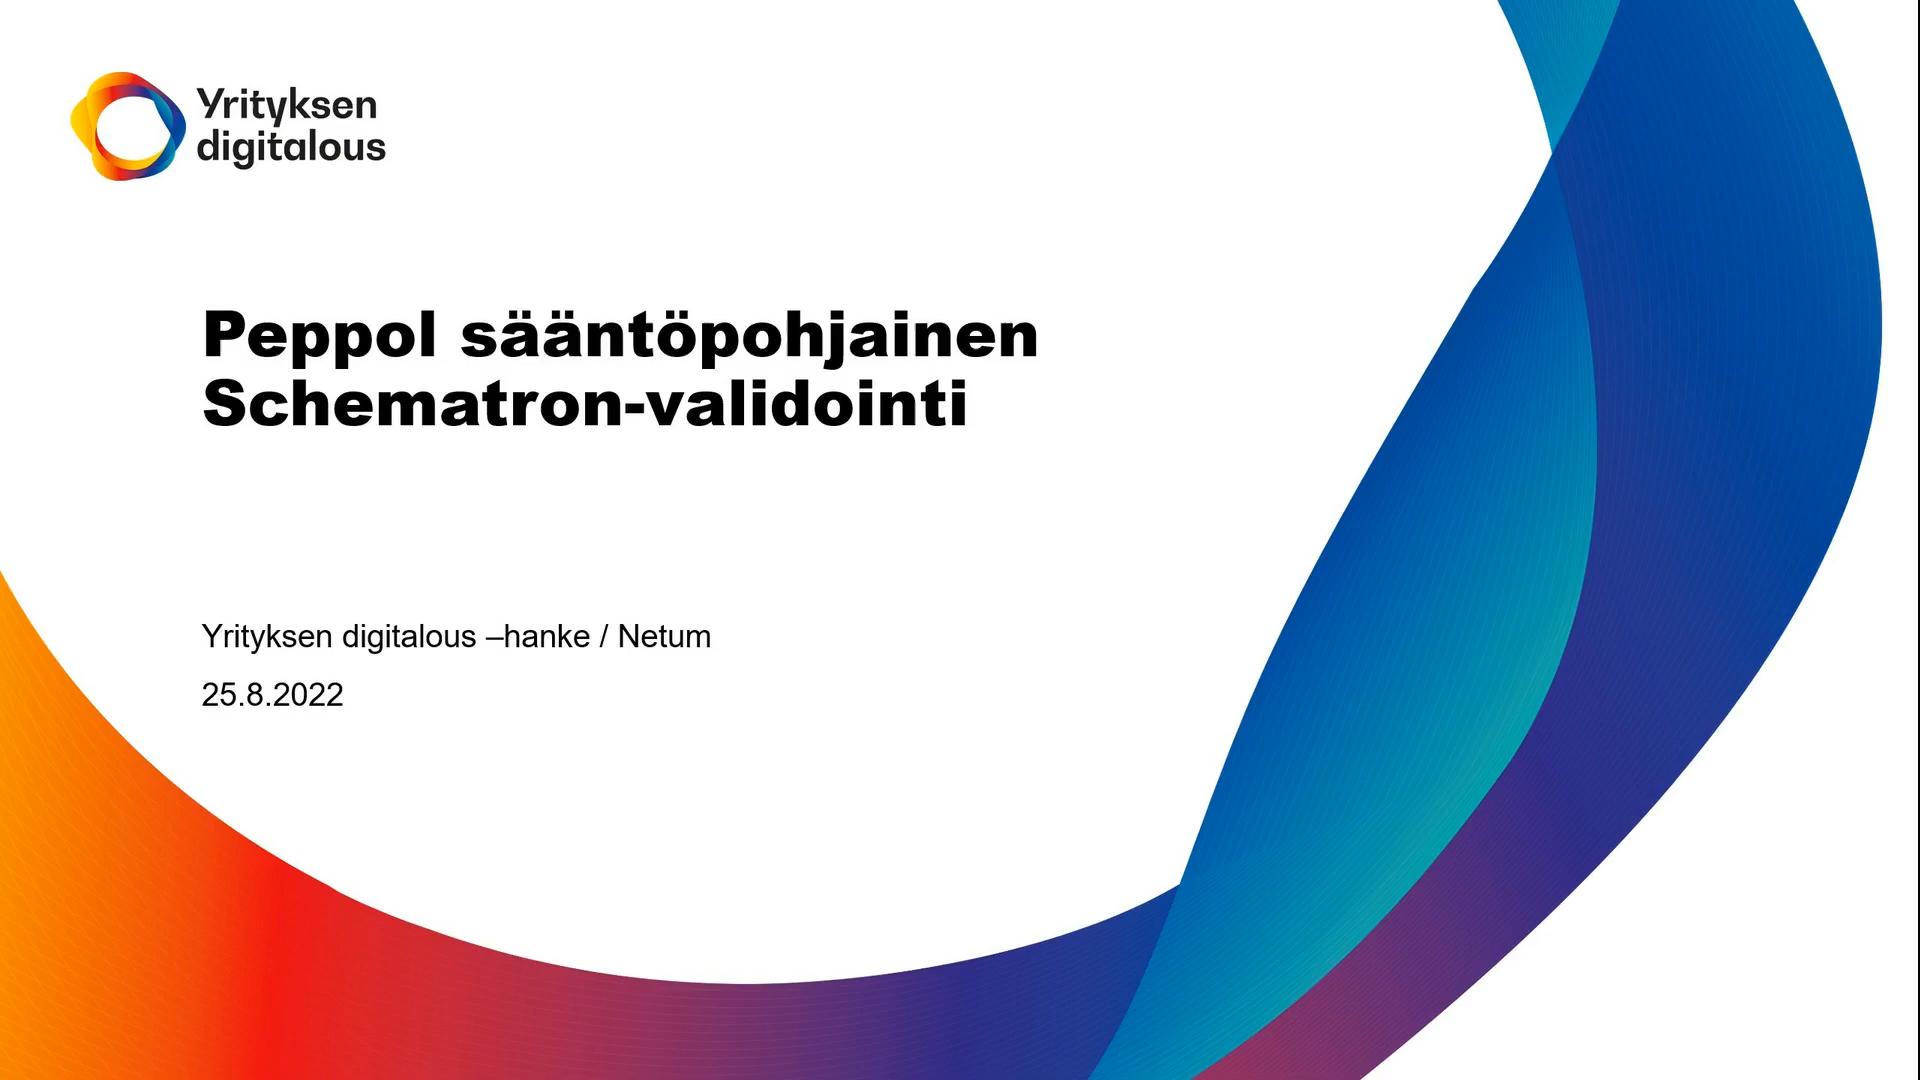 Yrityksen
digitalous
Peppol sääntöpohjainen
Schematron-validointi
Yrityksen digitalous –hanke / Netum
25.8.2022